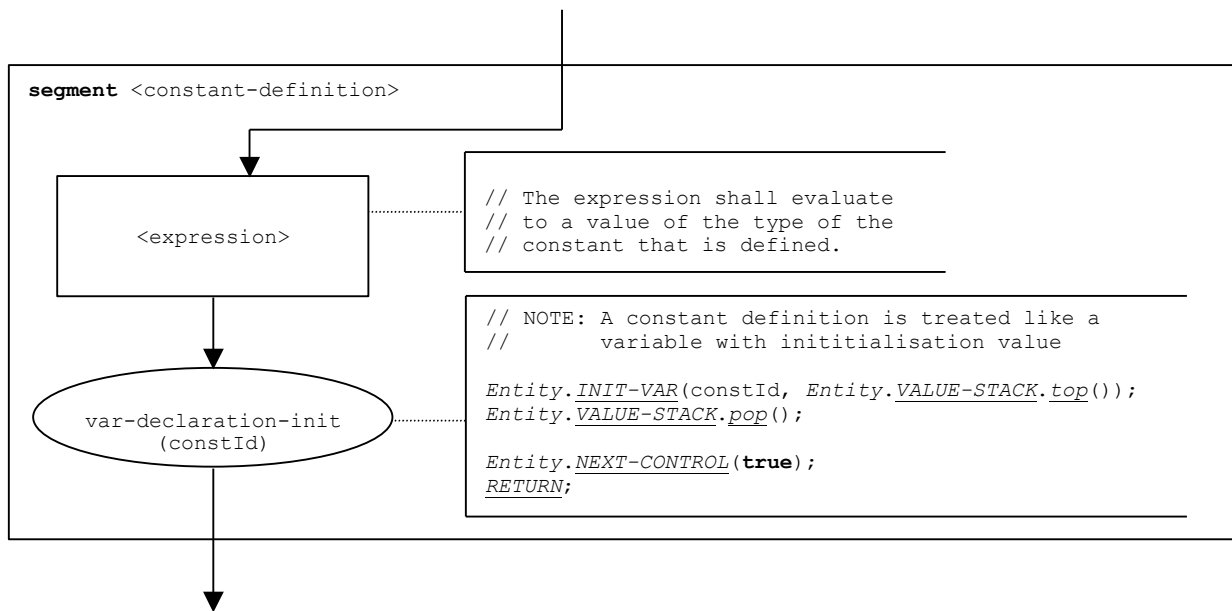 segment <constant-definition>
<expression>
// The expression shall evaluate
// to a value of the type of the
// constant that is defined.
var-declaration-init
(constId)
// NOTE: A constant definition is treated like a
// variable with inititialisation value
Entity.INIT-VAR(constId, Entity.VALUE-STACK.top());
Entity.VALUE-STACK.pop();
Entity.NEXT-CONTROL(true);
RETURN;